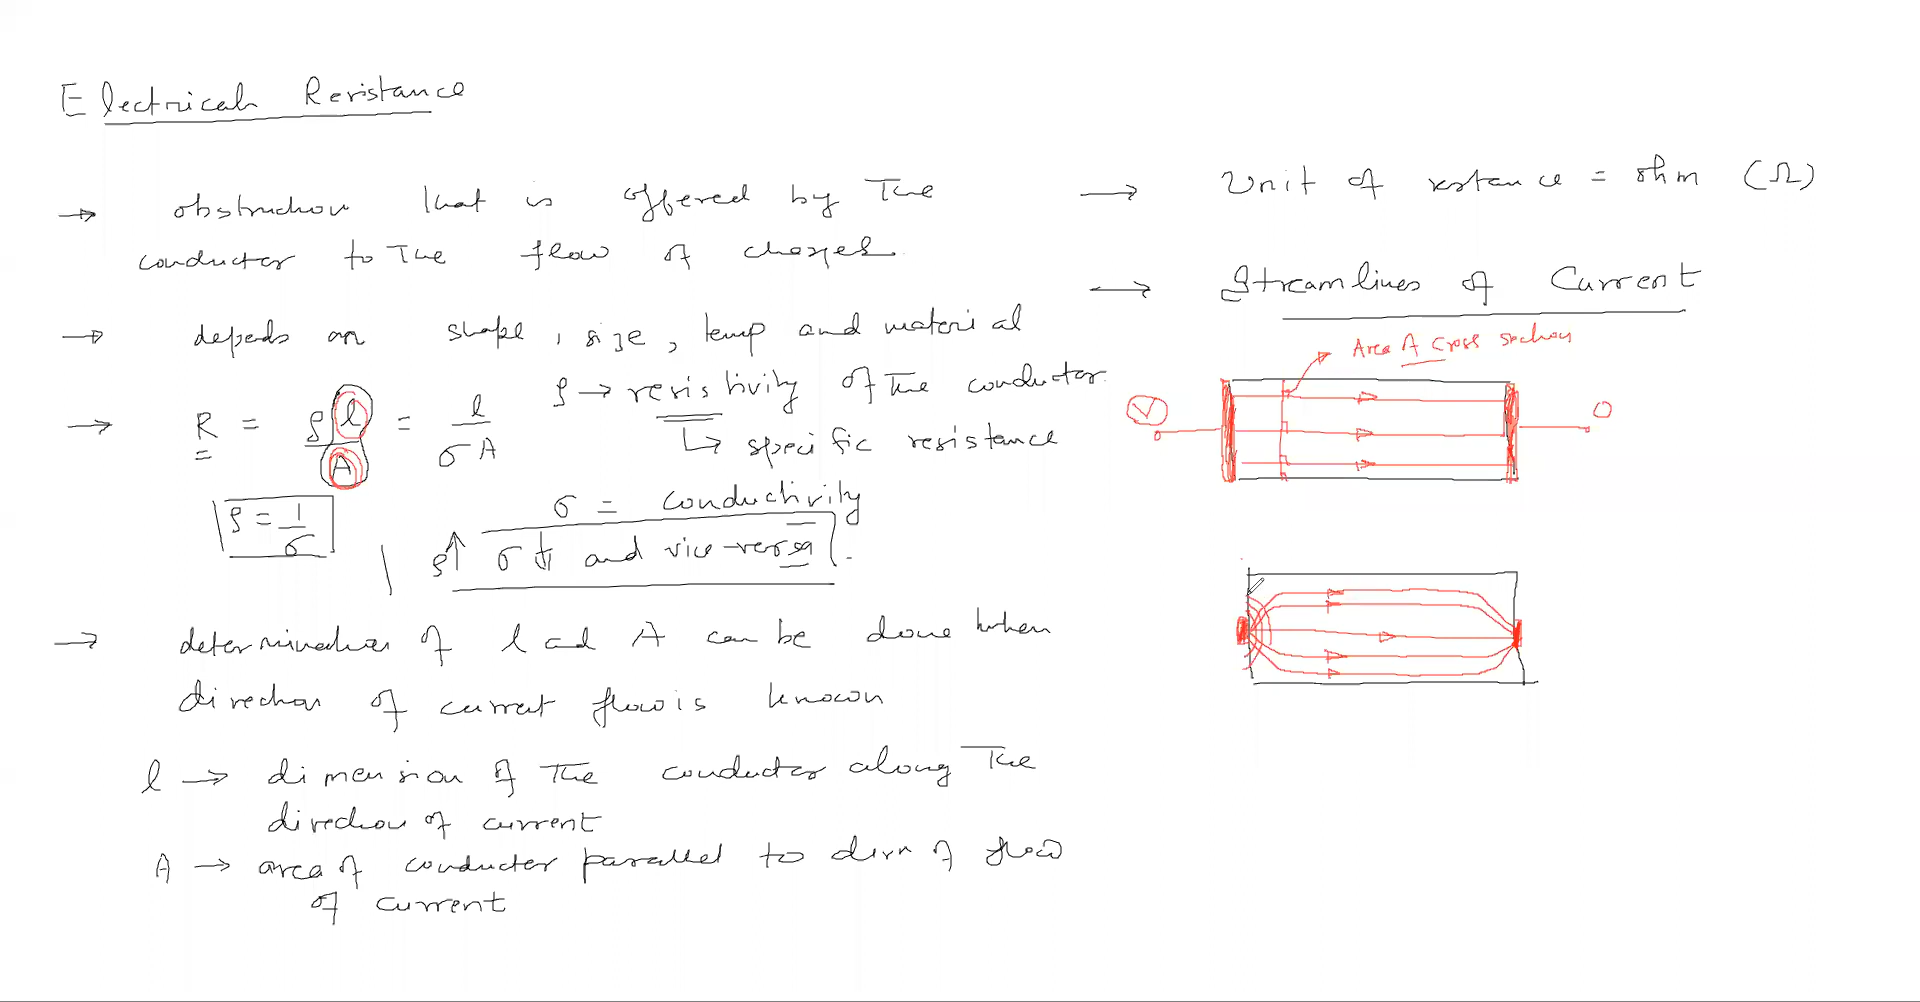 Electrical Resistance
→ obstruction that is offered by The
conductor to The flow of charges.
→ depends on shape, size, temp and material
→ R = ρl/A = l/σA
ρ → resistivity of The conductor.
↳ specific resistance
σ = conductivity
ρ = 1/σ
ρ↑ σ↓ and vice-versa.
→ determination of l and A can be done when
direction of current flow is known
l → dimension of The conductor along The
direction of current
A → area of conductor parallel to dirn of flow
of current
→ Unit of resistance = ohm (Ω)
→ Streamlines of Current
Area of cross section
V
0